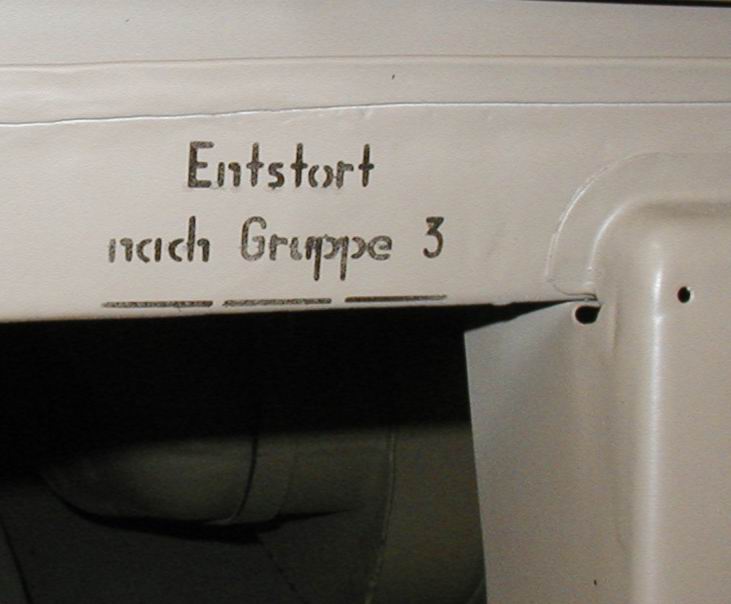 Entstort
nach Gruppe 3